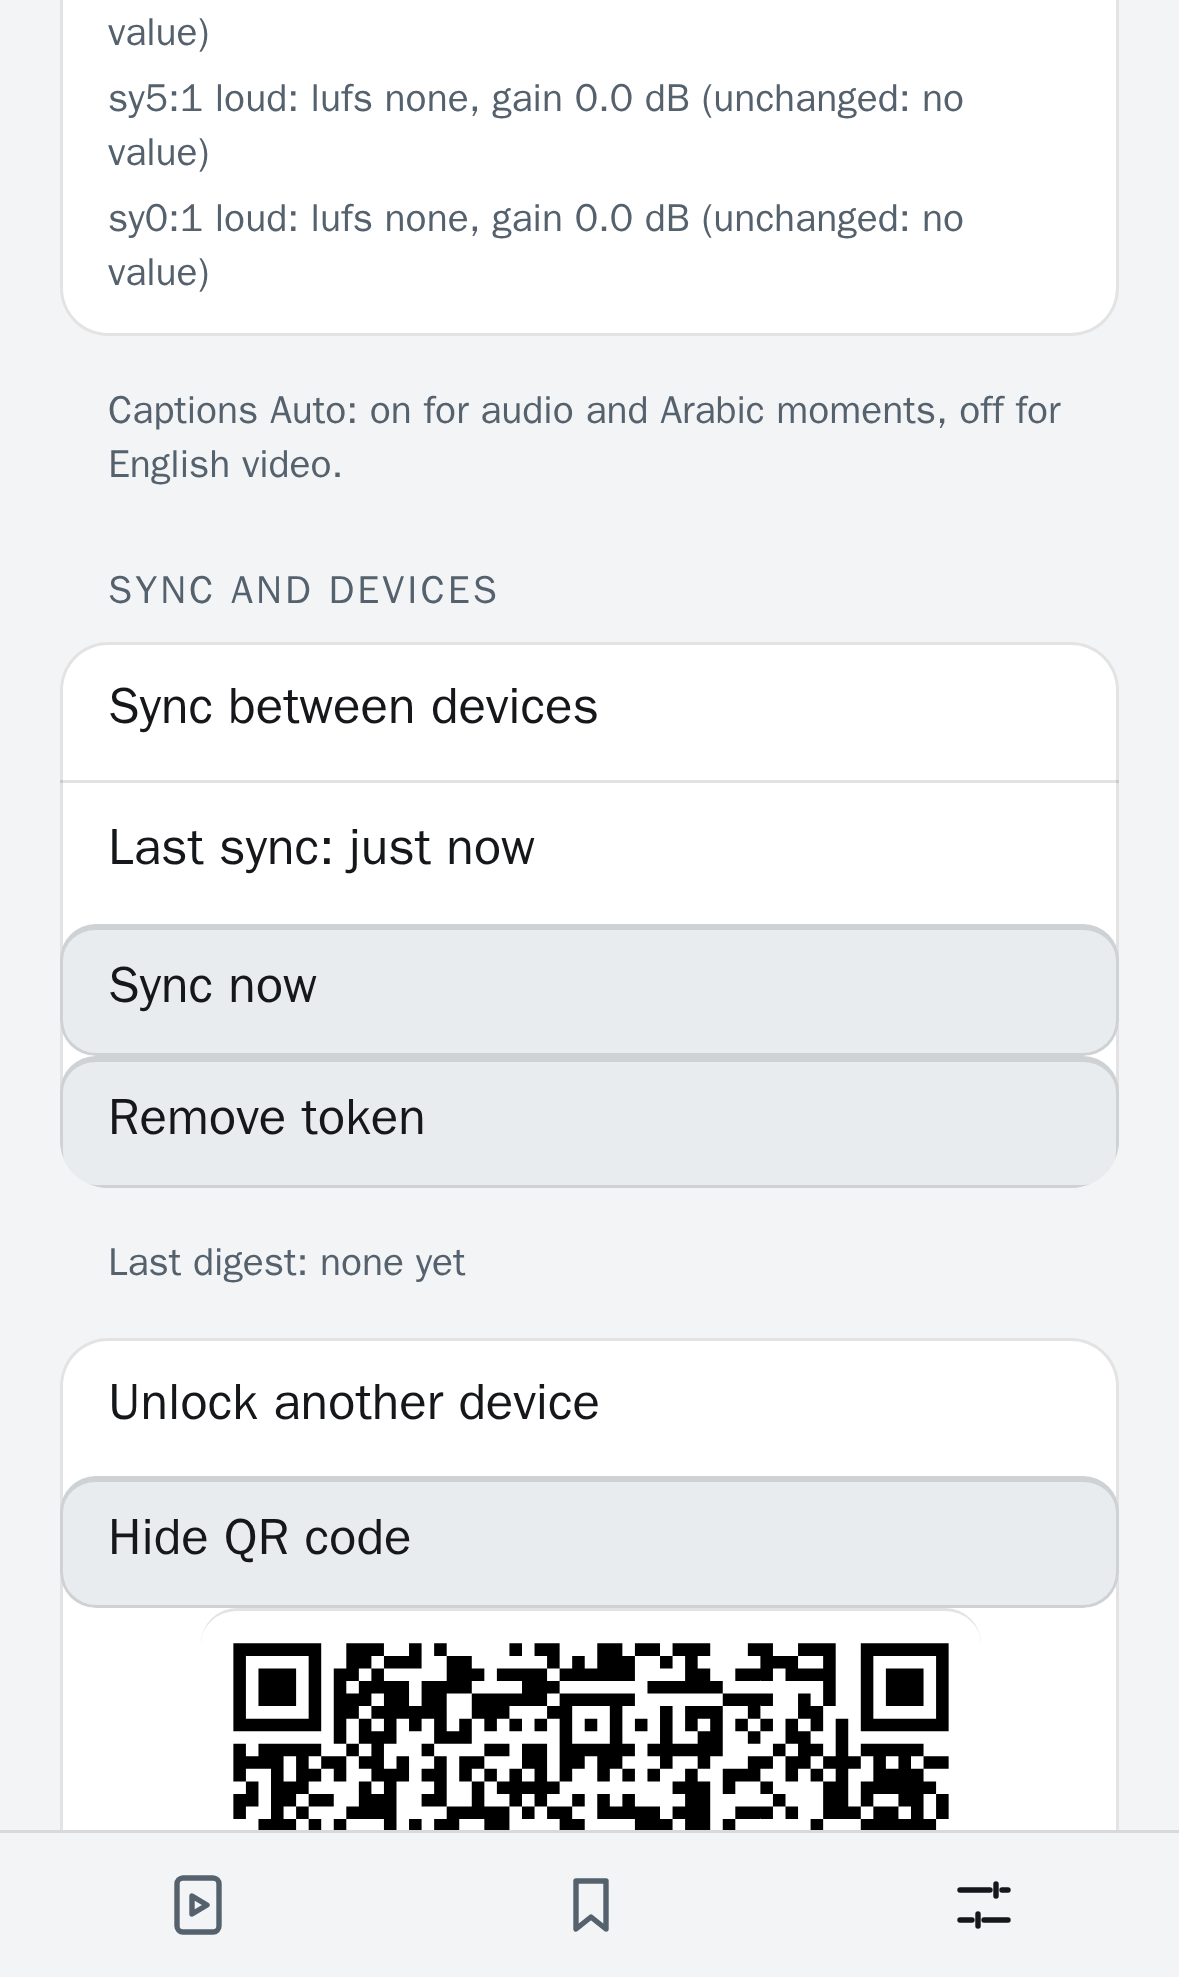 value)
sy5:1 loud: lufs none, gain 0.0 dB (unchanged: no
value)
sy0:1 loud: lufs none, gain 0.0 dB (unchanged: no
value)
Captions Auto: on for audio and Arabic moments, off for
English video.
SYNC AND DEVICES
Sync between devices
Last sync: just now
Sync now
Remove token
Last digest: none yet
Unlock another device
Hide QR code